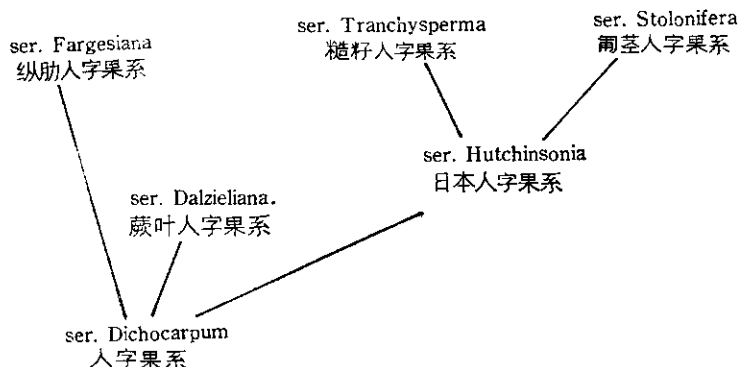 ser. Tranchysperma
糙籽人字果系
ser. Stolonifera
匍茎人字果系
ser. Fargesiana
纵肋人字果系
ser. Hutchinsonia
日本人字果系
ser. Dalzieliana.
蕨叶人字果系
ser. Dichocarpum
人字果系